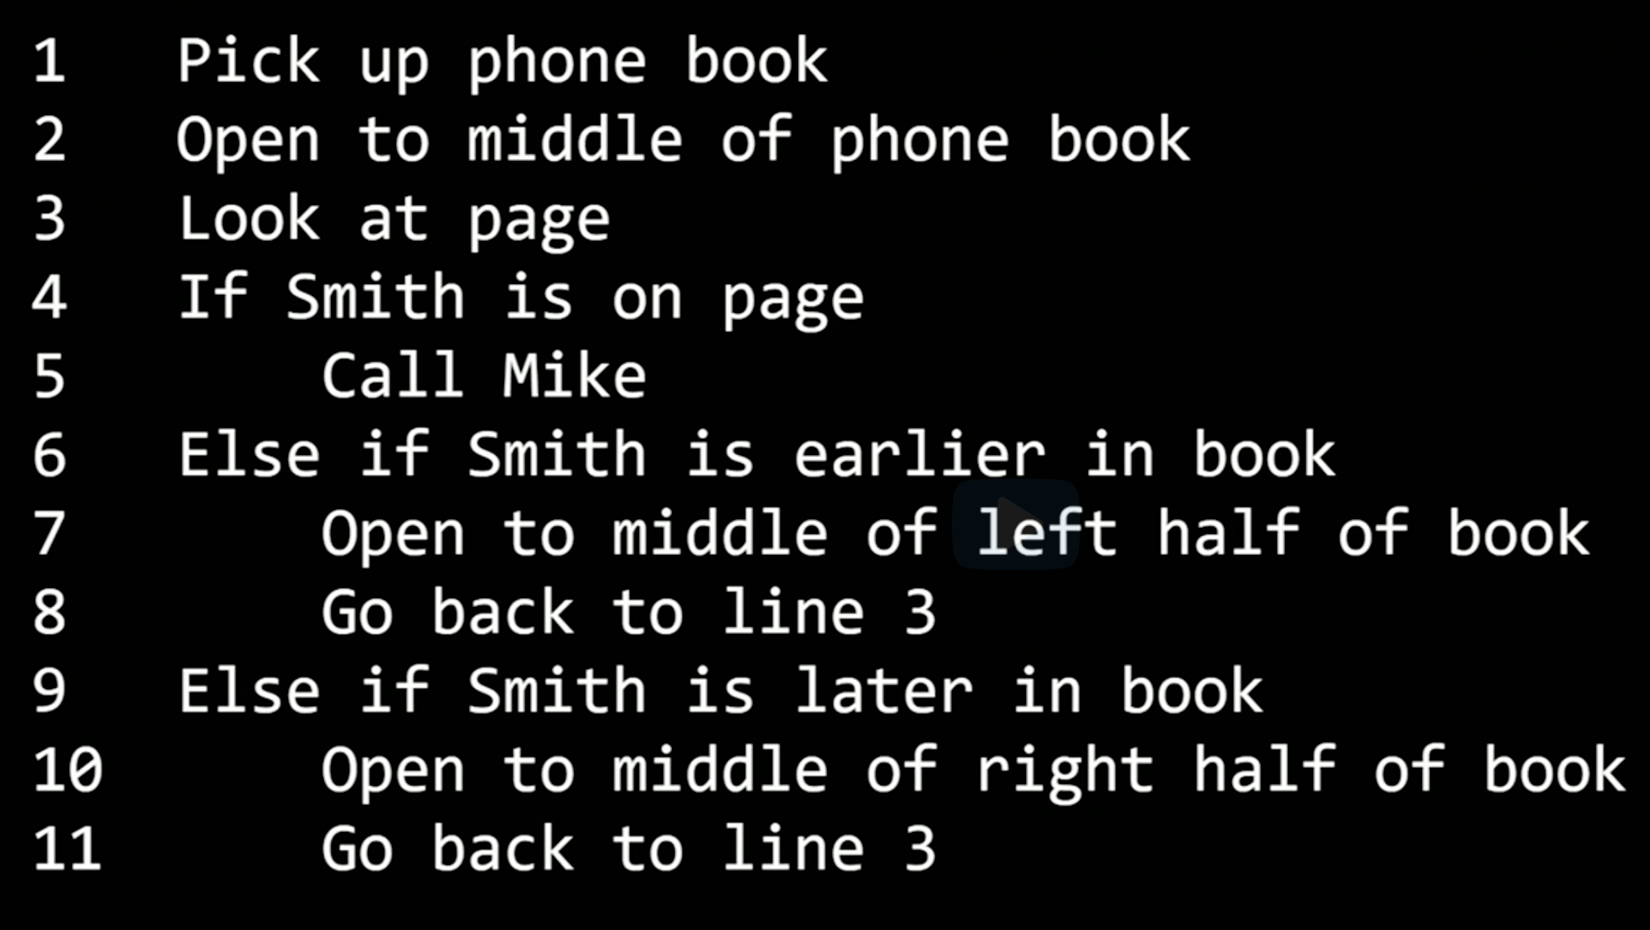 1 Pick up phone book
2 Open to middle of phone book
3 Look at page
4 If Smith is on page
5 Call Mike
6 Else if Smith is earlier in book
7 Open to middle of left half of book
8 Go back to line 3
9 Else if Smith is later in book
10 Open to middle of right half of book
11 Go back to line 3